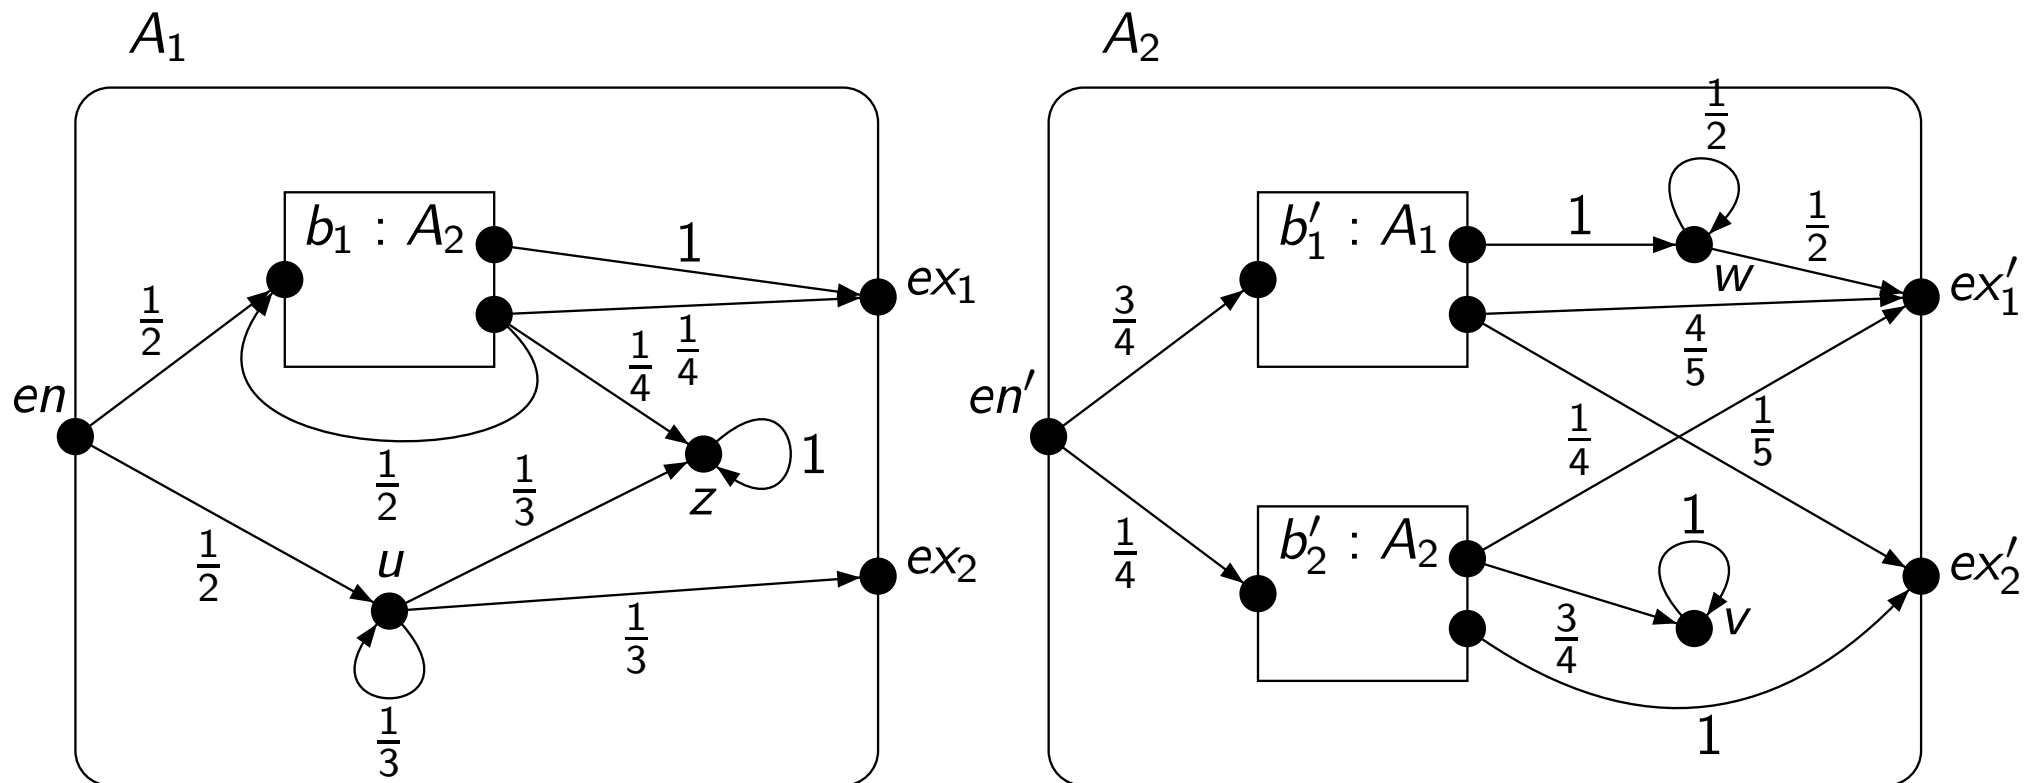 A₁
b₁ : A₂
1
ex₁
1/2
1/4
1/4
en
1
z
1/2
1/3
1/2
u
ex₂
1/3
1/3
A₂
1/2
b′₁ : A₁
1
1/2
w
ex′₁
3/4
4/5
en′
1/4
1/5
1/4
b′₂ : A₂
1
ex′₂
v
3/4
1